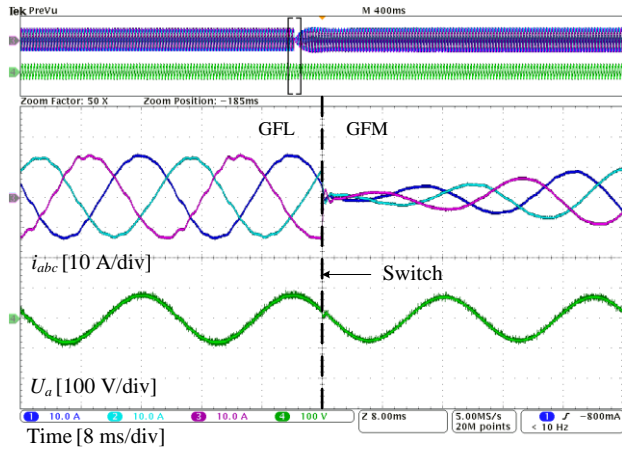 Tek PreVu M 400ms
Zoom Factor: 50 X Zoom Position: -185ms
GFL GFM
iabc [10 A/div]
Switch
Ua [100 V/div]
1 10.0 A 2 10.0 A 3 10.0 A 4 100 V Z 8.00ms 5.00MS/s 1 -800mA
20M points < 10 Hz
Time [8 ms/div]